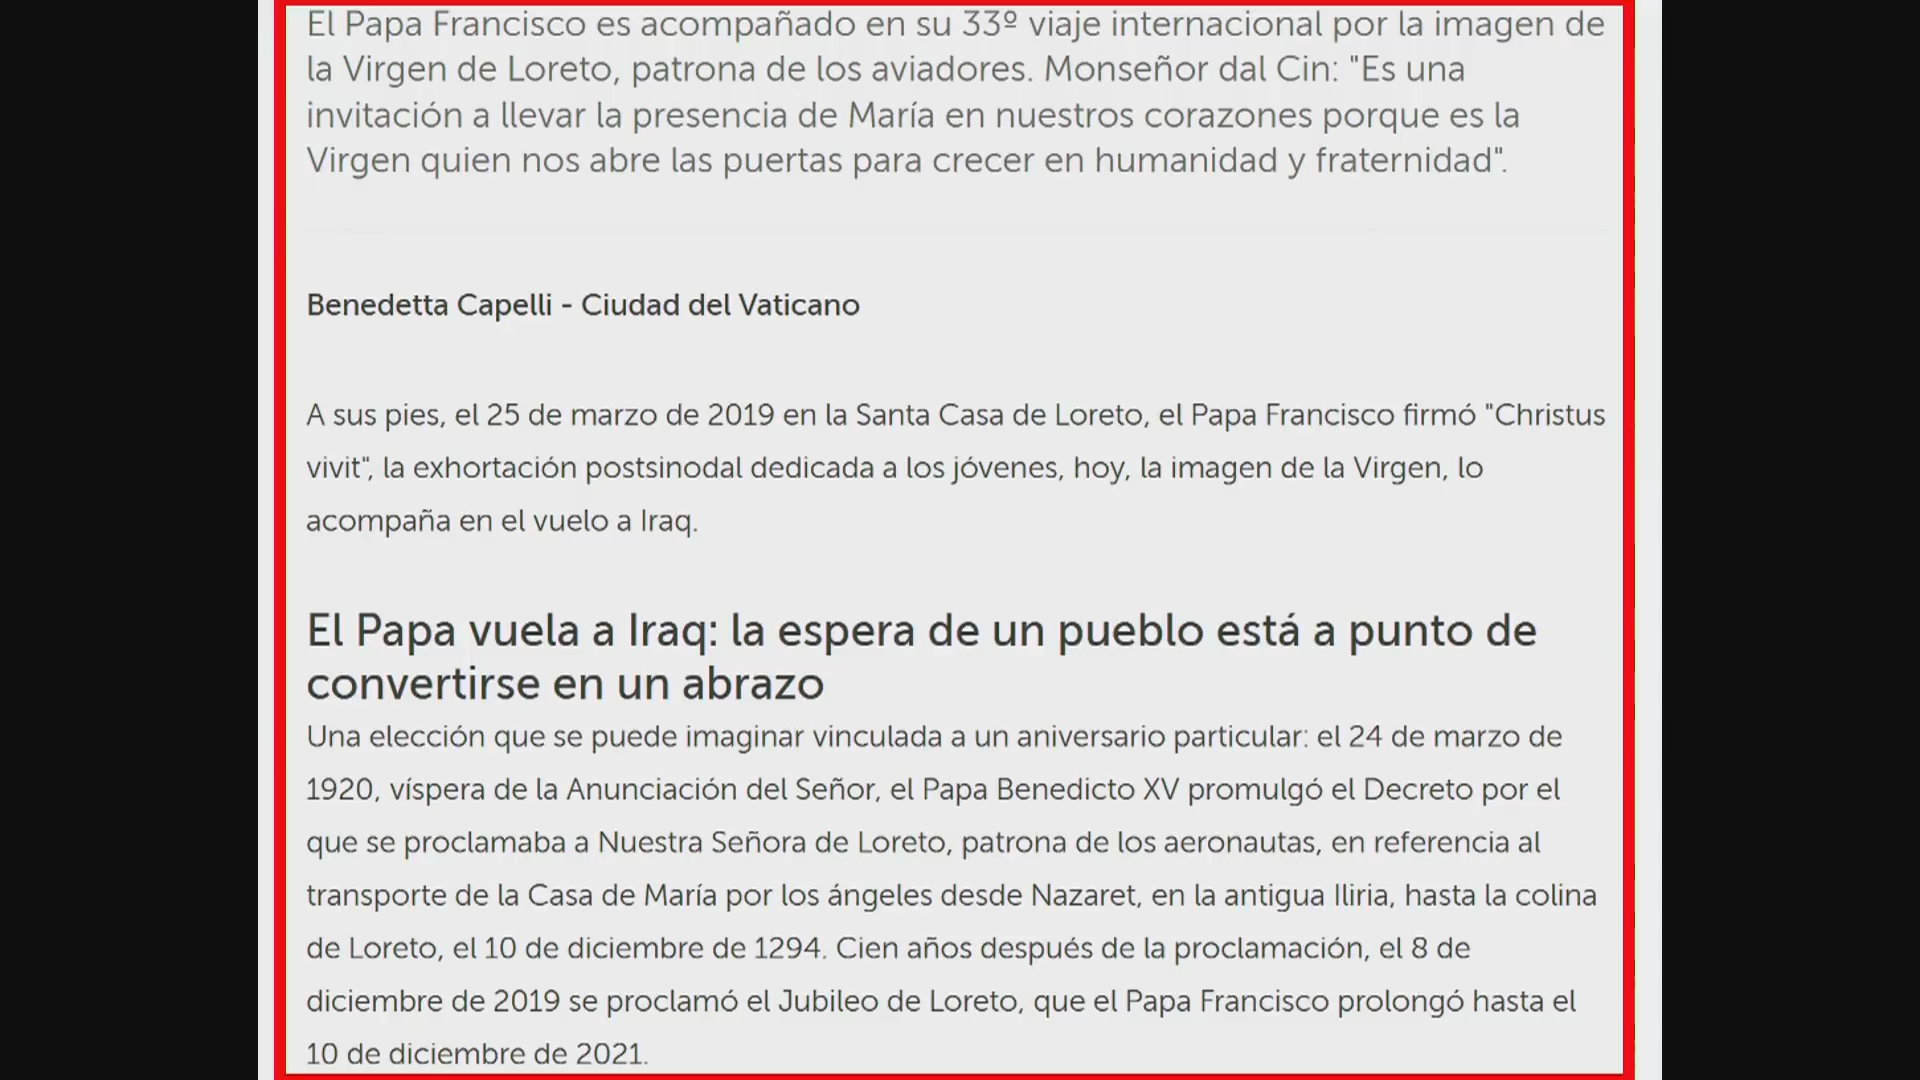 El Papa Francisco es acompañado en su 33º viaje internacional por la imagen de
la Virgen de Loreto, patrona de los aviadores. Monseñor dal Cin: "Es una
invitación a llevar la presencia de María en nuestros corazones porque es la
Virgen quien nos abre las puertas para crecer en humanidad y fraternidad".
Benedetta Capelli - Ciudad del Vaticano
A sus pies, el 25 de marzo de 2019 en la Santa Casa de Loreto, el Papa Francisco firmó "Christus
vivit", la exhortación postsinodal dedicada a los jóvenes, hoy, la imagen de la Virgen, lo
acompaña en el vuelo a Iraq.
El Papa vuela a Iraq: la espera de un pueblo está a punto de
convertirse en un abrazo
Una elección que se puede imaginar vinculada a un aniversario particular: el 24 de marzo de
1920, víspera de la Anunciación del Señor, el Papa Benedicto XV promulgó el Decreto por el
que se proclamaba a Nuestra Señora de Loreto, patrona de los aeronautas, en referencia al
transporte de la Casa de María por los ángeles desde Nazaret, en la antigua Iliria, hasta la colina
de Loreto, el 10 de diciembre de 1294. Cien años después de la proclamación, el 8 de
diciembre de 2019 se proclamó el Jubileo de Loreto, que el Papa Francisco prolongó hasta el
10 de diciembre de 2021.